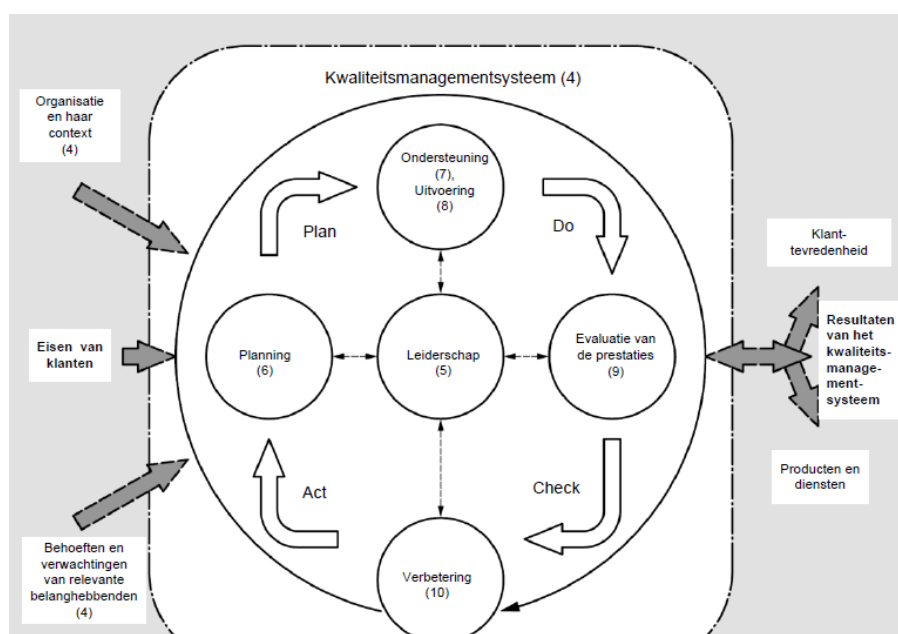 Kwaliteitsmanagementsysteem (4)
Organisatie
en haar
context
(4)
Ondersteuning
(7),
Uitvoering
(8)
Plan
Do
Klant-
tevredenheid
Eisen van
klanten
Planning
(6)
Leiderschap
(5)
Evaluatie van
de prestaties
(9)
Resultaten
van het
kwaliteits-
manage-
ment-
systeem
Act
Check
Producten en
diensten
Behoeften en
verwachtingen
van relevante
belanghebbenden
(4)
Verbetering
(10)